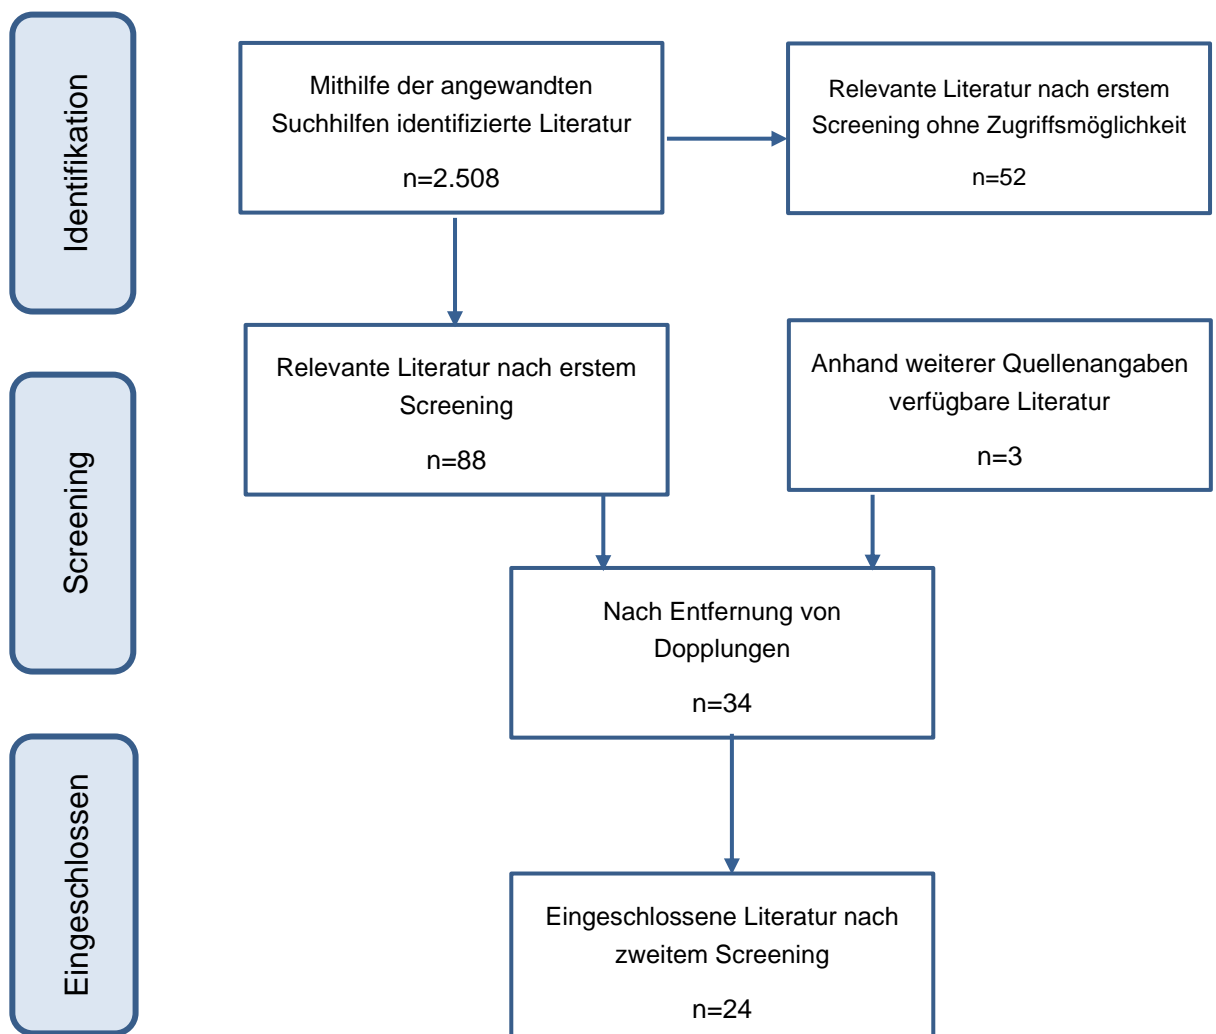 Identifikation
Mithilfe der angewandten
Suchhilfen identifizierte Literatur
n=2.508
Relevante Literatur nach erstem
Screening ohne Zugriffsmöglichkeit
n=52
Screening
Relevante Literatur nach erstem
Screening
n=88
Anhand weiterer Quellenangaben
verfügbare Literatur
n=3
Nach Entfernung von
Dopplungen
n=34
Eingeschlossen
Eingeschlossene Literatur nach
zweitem Screening
n=24